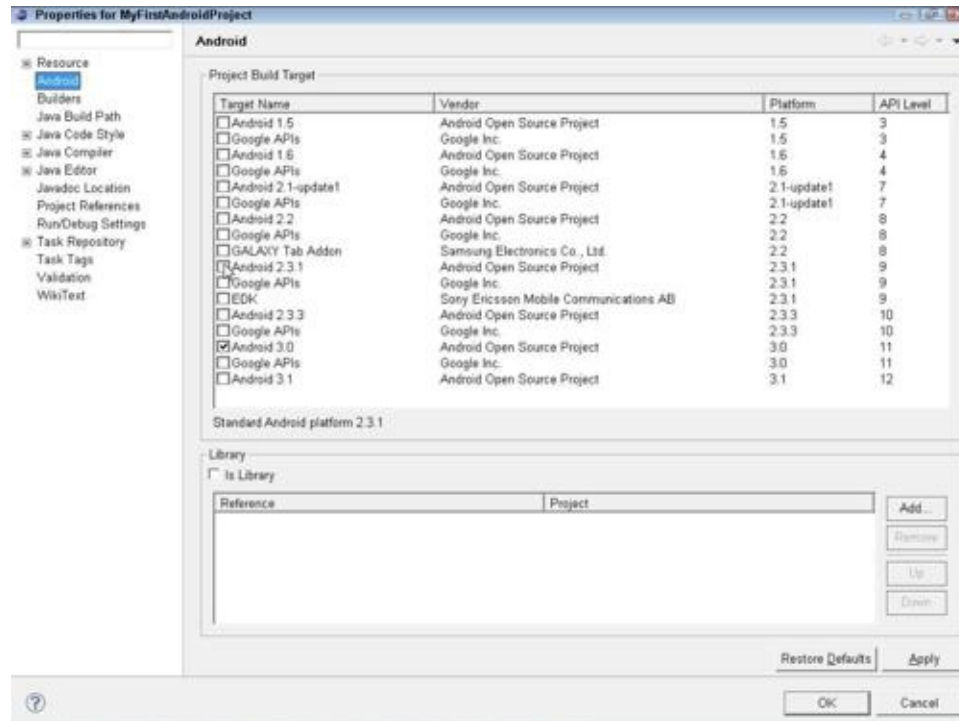 Properties for MyFirstAndroidProject
Android
Resource
Android
Builders
Java Build Path
Java Code Style
Java Compiler
Java Editor
Javadoc Location
Project References
Run/Debug Settings
Task Repository
Task Tags
Validation
WikiText
Project Build Target
Target Name Vendor Platform API Level
Android 1.5 Android Open Source Project 1.5 3
Google APIs Google Inc. 1.5 3
Android 1.6 Android Open Source Project 1.6 4
Google APIs Google Inc. 1.6 4
Android 2.1-update1 Android Open Source Project 2.1-update1 7
Google APIs Google Inc. 2.1-update1 7
Android 2.2 Android Open Source Project 2.2 8
Google APIs Google Inc. 2.2 8
GALAXY Tab Addon Samsung Electronics Co., Ltd. 2.2 8
Android 2.3.1 Android Open Source Project 2.3.1 9
Google APIs Google Inc. 2.3.1 9
EDK Sony Ericsson Mobile Communications AB 2.3.1 9
Android 2.3.3 Android Open Source Project 2.3.3 10
Google APIs Google Inc. 2.3.3 10
Android 3.0 Android Open Source Project 3.0 11
Google APIs Google Inc. 3.0 11
Android 3.1 Android Open Source Project 3.1 12
Standard Android platform 2.3.1
Library
Is Library
Reference Project
Add...
Remove
Up
Down
Restore Defaults Apply
OK Cancel